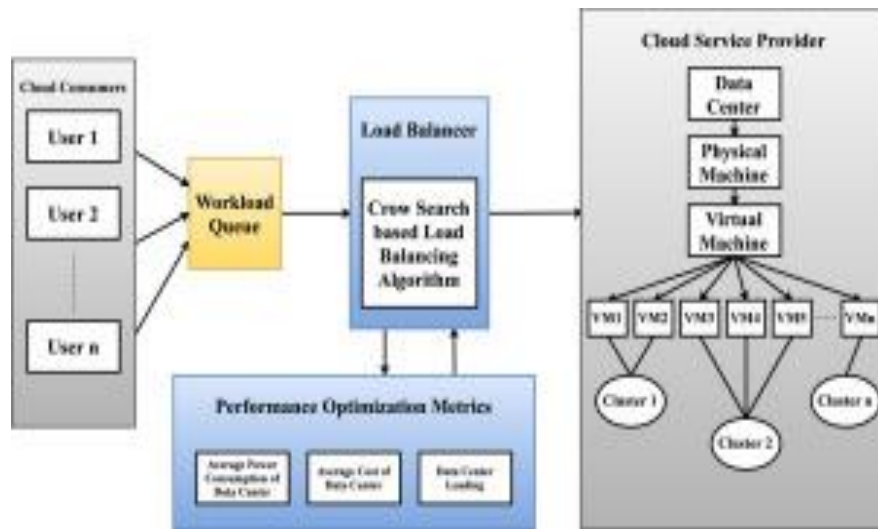 Cloud Consumers
User 1
User 2
User n
Workload
Queue
Load Balancer
Crow Search
based Load
Balancing
Algorithm
Performance Optimization Metrics
Average Power
Consumption of
Data Center
Average Cost of
Data Center
Data Center
Loading
Cloud Service Provider
Data
Center
Physical
Machine
Virtual
Machine
VM1
VM2
VM3
VM4
VM5
VMn
Cluster 1
Cluster 2
Cluster n